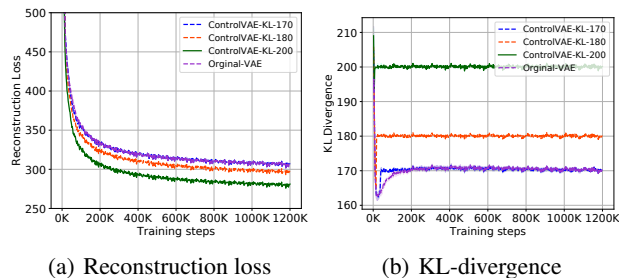 500
450
400
350
300
250
Reconstruction Loss
0K 200K 400K 600K 800K 1000K 1200K
Training steps
ControlVAE-KL-170
ControlVAE-KL-180
ControlVAE-KL-200
Orginal-VAE
(a) Reconstruction loss
210
200
190
180
170
160
KL Divergence
0K 200K 400K 600K 800K 1000K 1200K
Training steps
ControlVAE-KL-170
ControlVAE-KL-180
ControlVAE-KL-200
Orginal-VAE
(b) KL-divergence